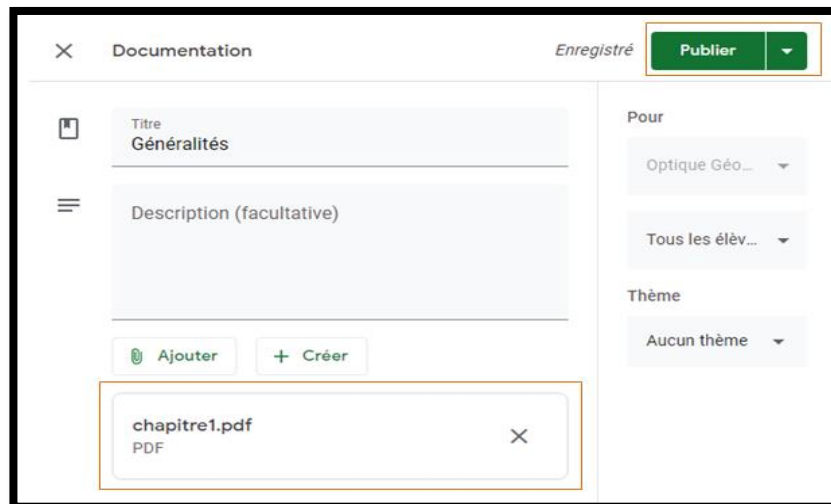 Documentation
Enregistré
Publier
Titre
Généralités
Description (facultative)
Ajouter
+ Créer
chapitre1.pdf
PDF
Pour
Optique Géo...
Tous les élèv...
Thème
Aucun thème